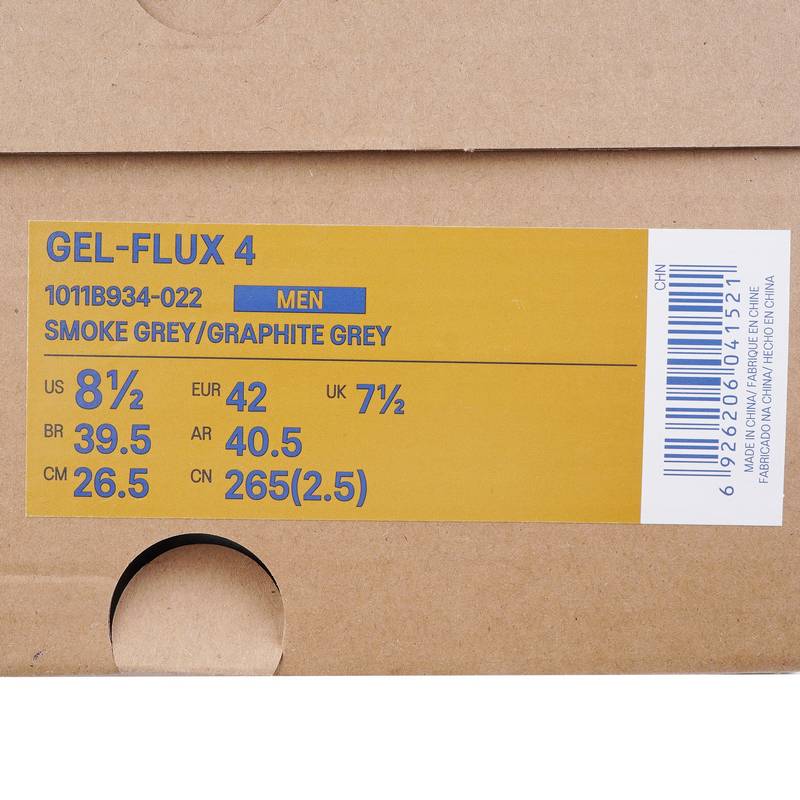 GEL-FLUX 4
1011B934-022 MEN
SMOKE GREY/GRAPHITE GREY
US 8½ EUR 42 UK 7½
BR 39.5 AR 40.5
CM 26.5 CN 265(2.5)
CHN
6 926206 041521
MADE IN CHINA/ FABRIQUE EN CHINE
FABRICADO NA CHINA/ HECHO EN CHINA